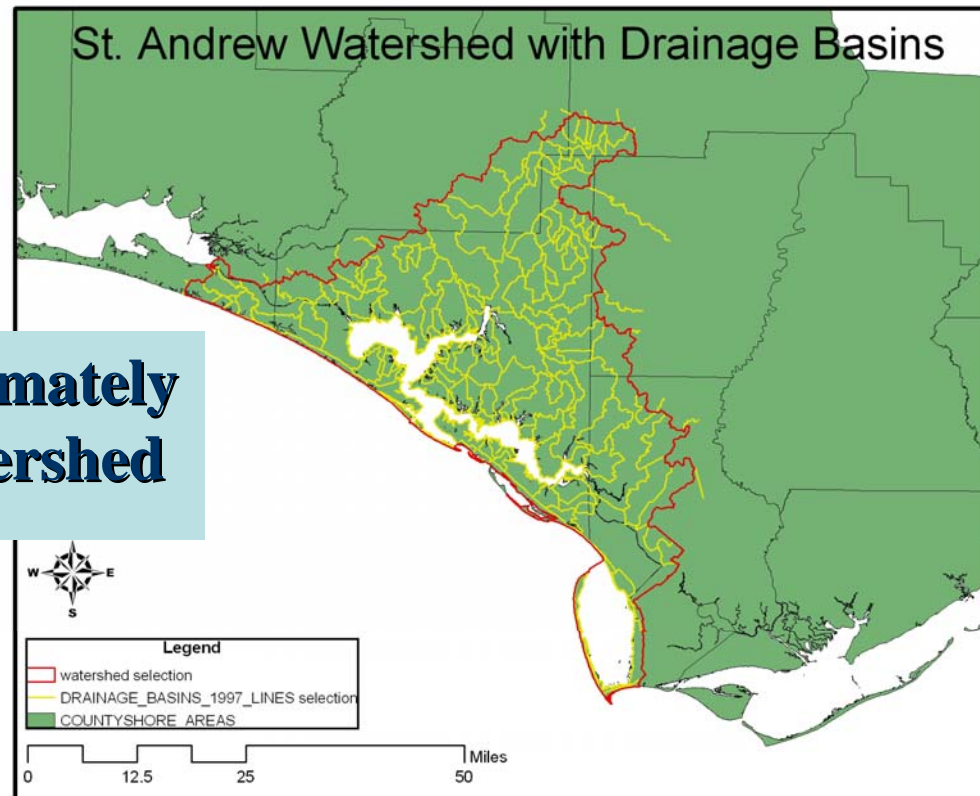 St. Andrew Watershed with Drainage Basins
mately
ershed
W E
S
Legend
watershed selection
DRAINAGE_BASINS_1997_LINES selection
COUNTYSHORE_AREAS
Miles
0 12.5 25 50